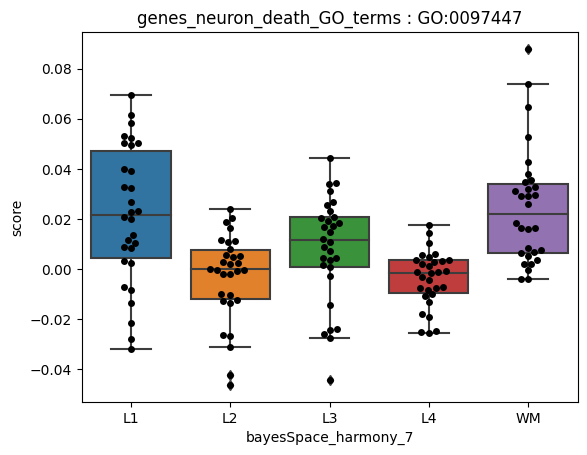 genes_neuron_death_GO_terms : GO:0097447
0.08
0.06
0.04
0.02
0.00
−0.02
−0.04
score
L1 L2 L3 L4 WM
bayesSpace_harmony_7